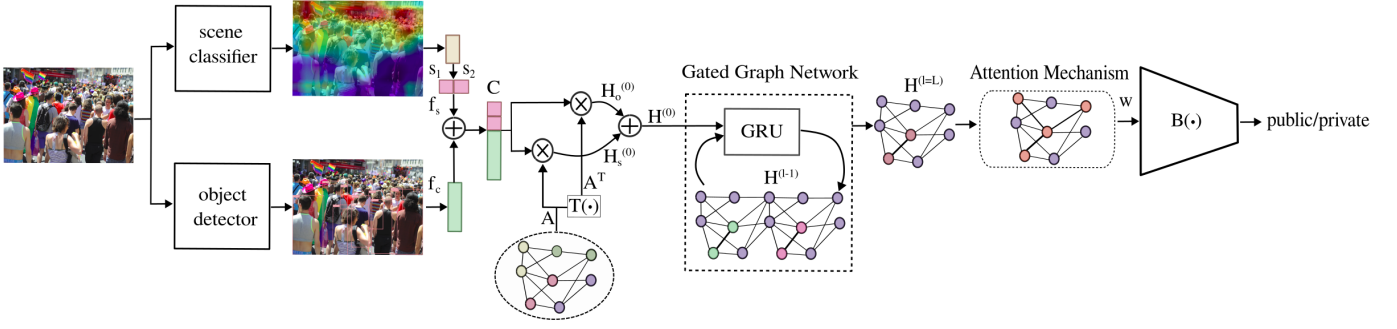 scene
classifier
s₁ s₂
fₛ
object
detector
f_c
C
Hₒ⁽⁰⁾
Hₛ⁽⁰⁾
A
Aᵀ
T(·)
H⁽⁰⁾
Gated Graph Network
GRU
H⁽ˡ⁻¹⁾
H⁽ˡ⁼ᴸ⁾
Attention Mechanism
w
B(·)
public/private